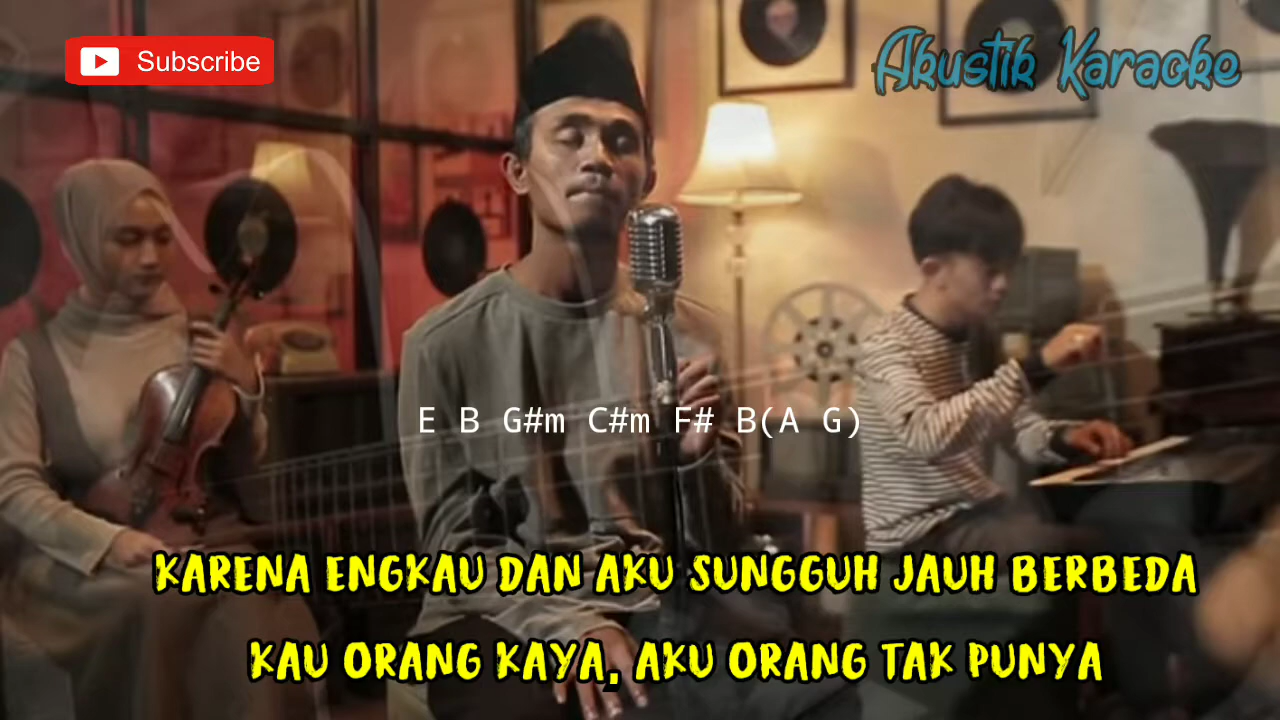 Subscribe
Akustik Karaoke
E B G#m C#m F# B(A G)
KARENA ENGKAU DAN AKU SUNGGUH JAUH BERBEDA
KAU ORANG KAYA, AKU ORANG TAK PUNYA